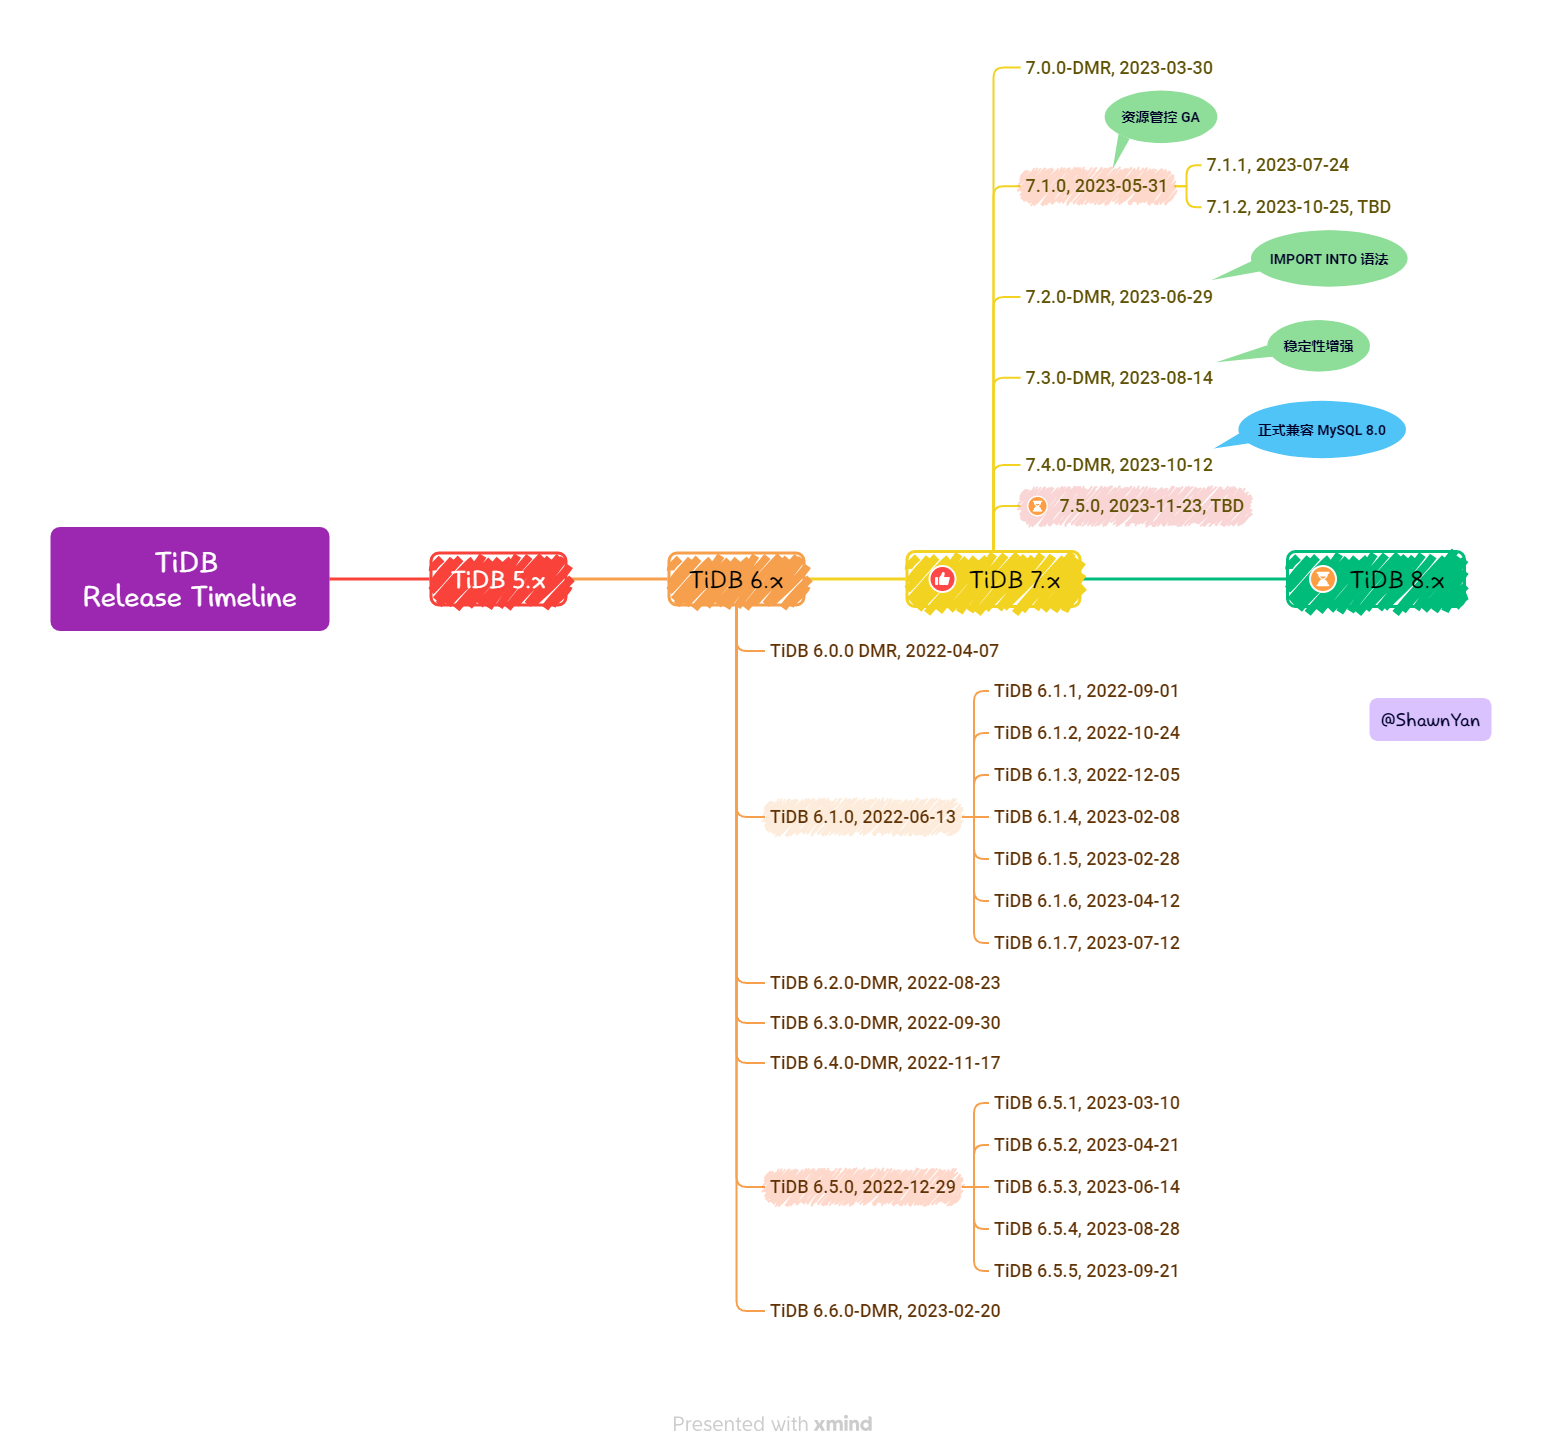 TiDB
Release Timeline
TiDB 5.x
TiDB 6.x
TiDB 7.x
TiDB 8.x
7.0.0-DMR, 2023-03-30
资源管控 GA
7.1.0, 2023-05-31
7.1.1, 2023-07-24
7.1.2, 2023-10-25, TBD
IMPORT INTO 语法
7.2.0-DMR, 2023-06-29
稳定性增强
7.3.0-DMR, 2023-08-14
正式兼容 MySQL 8.0
7.4.0-DMR, 2023-10-12
7.5.0, 2023-11-23, TBD
TiDB 6.0.0 DMR, 2022-04-07
TiDB 6.1.0, 2022-06-13
TiDB 6.1.1, 2022-09-01
TiDB 6.1.2, 2022-10-24
TiDB 6.1.3, 2022-12-05
TiDB 6.1.4, 2023-02-08
TiDB 6.1.5, 2023-02-28
TiDB 6.1.6, 2023-04-12
TiDB 6.1.7, 2023-07-12
TiDB 6.2.0-DMR, 2022-08-23
TiDB 6.3.0-DMR, 2022-09-30
TiDB 6.4.0-DMR, 2022-11-17
TiDB 6.5.0, 2022-12-29
TiDB 6.5.1, 2023-03-10
TiDB 6.5.2, 2023-04-21
TiDB 6.5.3, 2023-06-14
TiDB 6.5.4, 2023-08-28
TiDB 6.5.5, 2023-09-21
TiDB 6.6.0-DMR, 2023-02-20
@ShawnYan
Presented with xmind